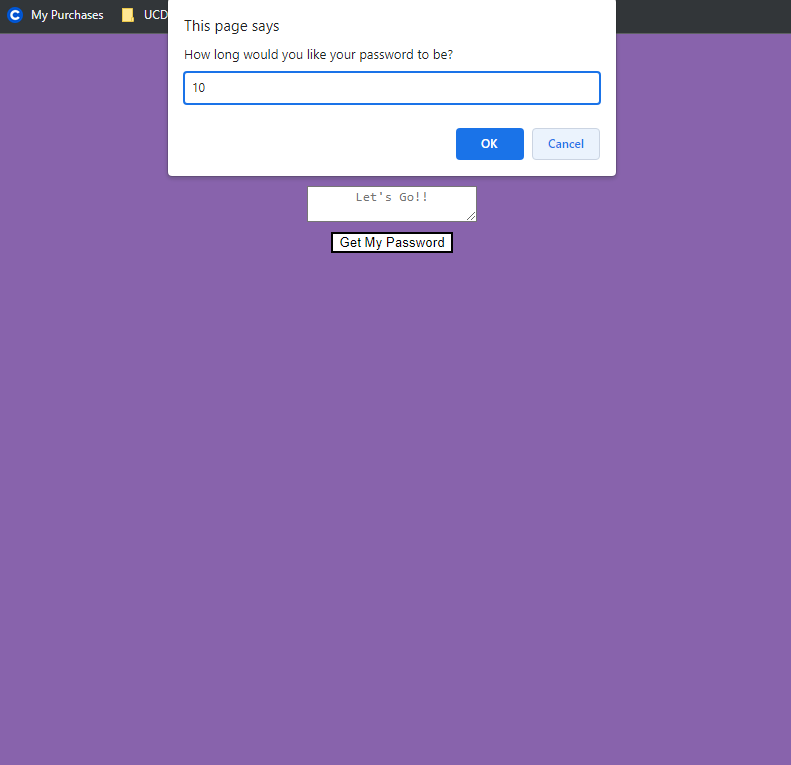 My Purchases UCD
This page says
How long would you like your password to be?
10
OK Cancel
Let's Go!!
Get My Password